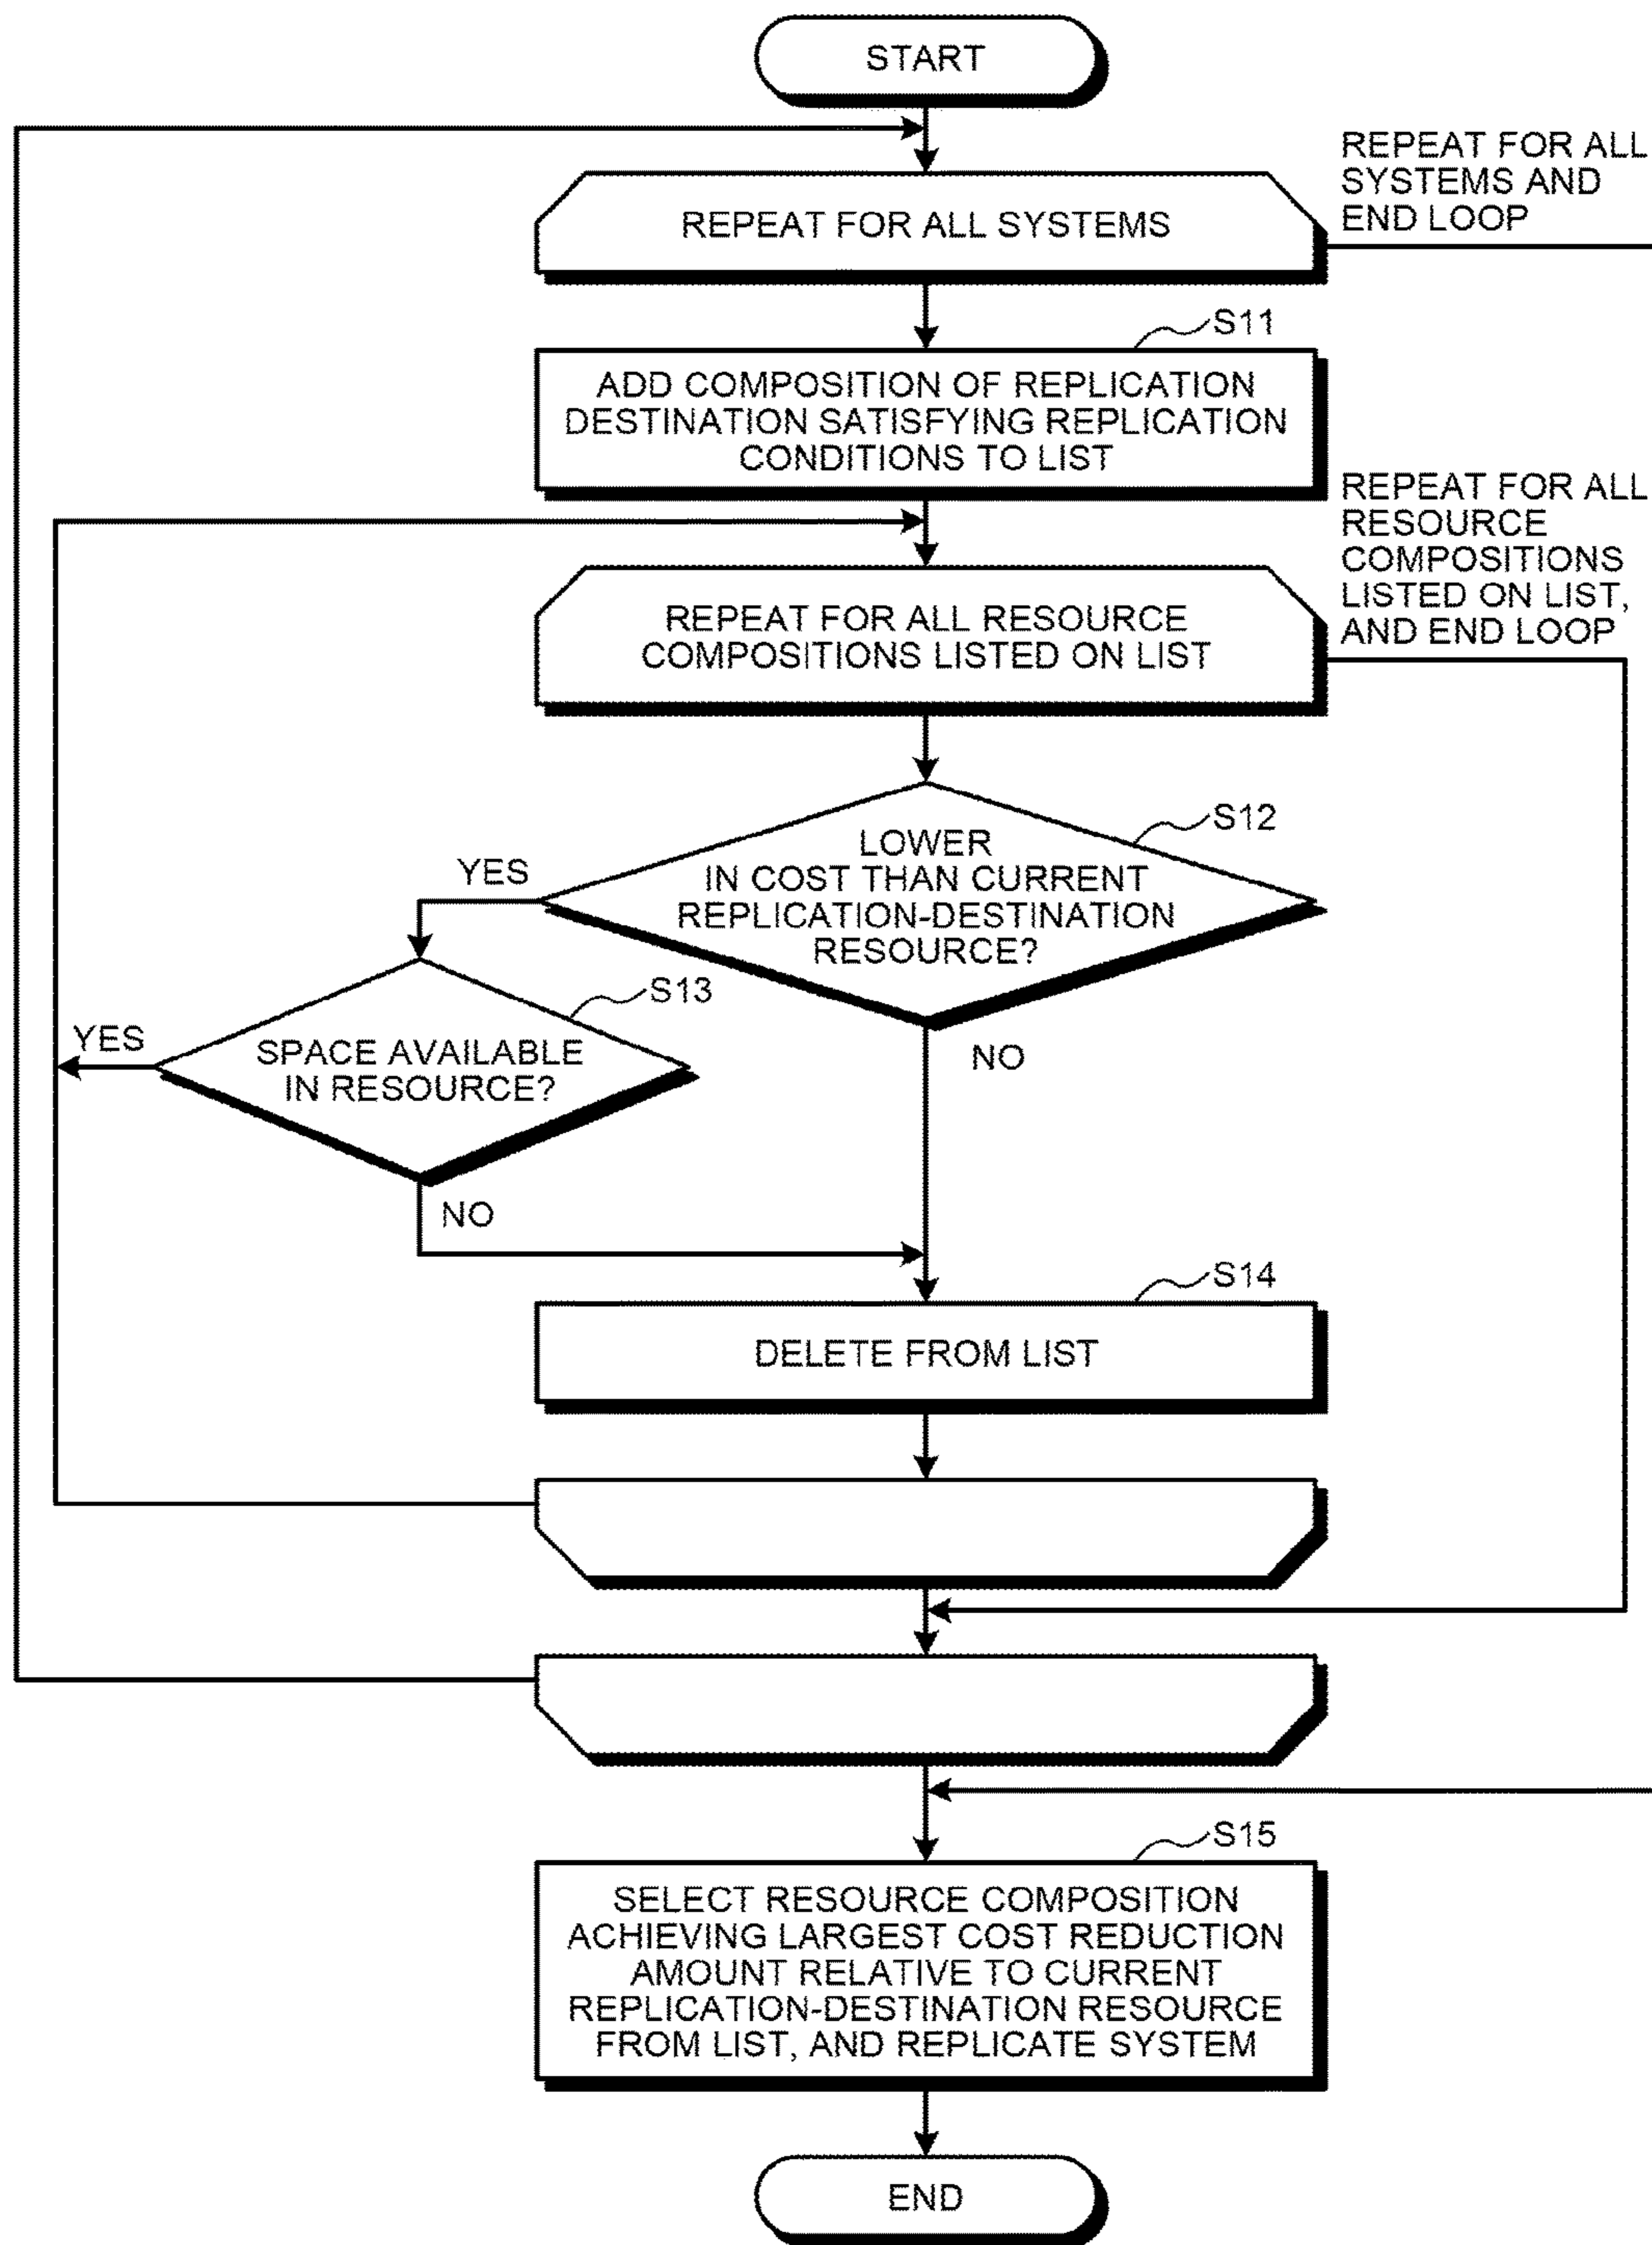 START
REPEAT FOR ALL
SYSTEMS AND
END LOOP
REPEAT FOR ALL SYSTEMS
S11
ADD COMPOSITION OF REPLICATION
DESTINATION SATISFYING REPLICATION
CONDITIONS TO LIST
REPEAT FOR ALL
RESOURCE
COMPOSITIONS
LISTED ON LIST,
AND END LOOP
REPEAT FOR ALL RESOURCE
COMPOSITIONS LISTED ON LIST
S12
LOWER
IN COST THAN CURRENT
REPLICATION-DESTINATION
RESOURCE?
YES
S13
SPACE AVAILABLE
IN RESOURCE?
YES
NO
NO
S14
DELETE FROM LIST
S15
SELECT RESOURCE COMPOSITION
ACHIEVING LARGEST COST REDUCTION
AMOUNT RELATIVE TO CURRENT
REPLICATION-DESTINATION RESOURCE
FROM LIST, AND REPLICATE SYSTEM
END